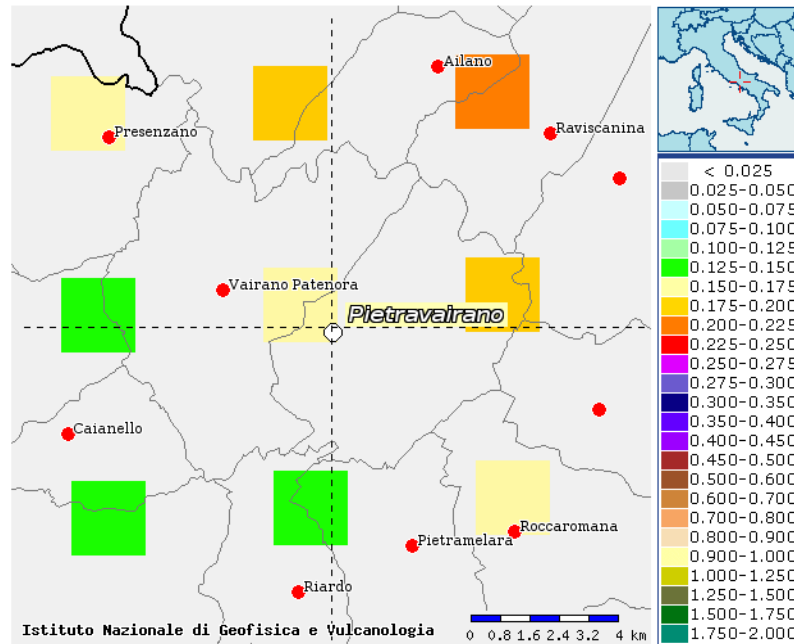 Ailano
Presenzano
Raviscanina
Vairano Patenora
Pietravairano
Caianello
Roccaromana
Pietramelara
Riardo
Istituto Nazionale di Geofisica e Vulcanologia
0 0.8 1.6 2.4 3.2 4 km
< 0.025
0.025-0.050
0.050-0.075
0.075-0.100
0.100-0.125
0.125-0.150
0.150-0.175
0.175-0.200
0.200-0.225
0.225-0.250
0.250-0.275
0.275-0.300
0.300-0.350
0.350-0.400
0.400-0.450
0.450-0.500
0.500-0.600
0.600-0.700
0.700-0.800
0.800-0.900
0.900-1.000
1.000-1.250
1.250-1.500
1.500-1.750
1.750-2.000